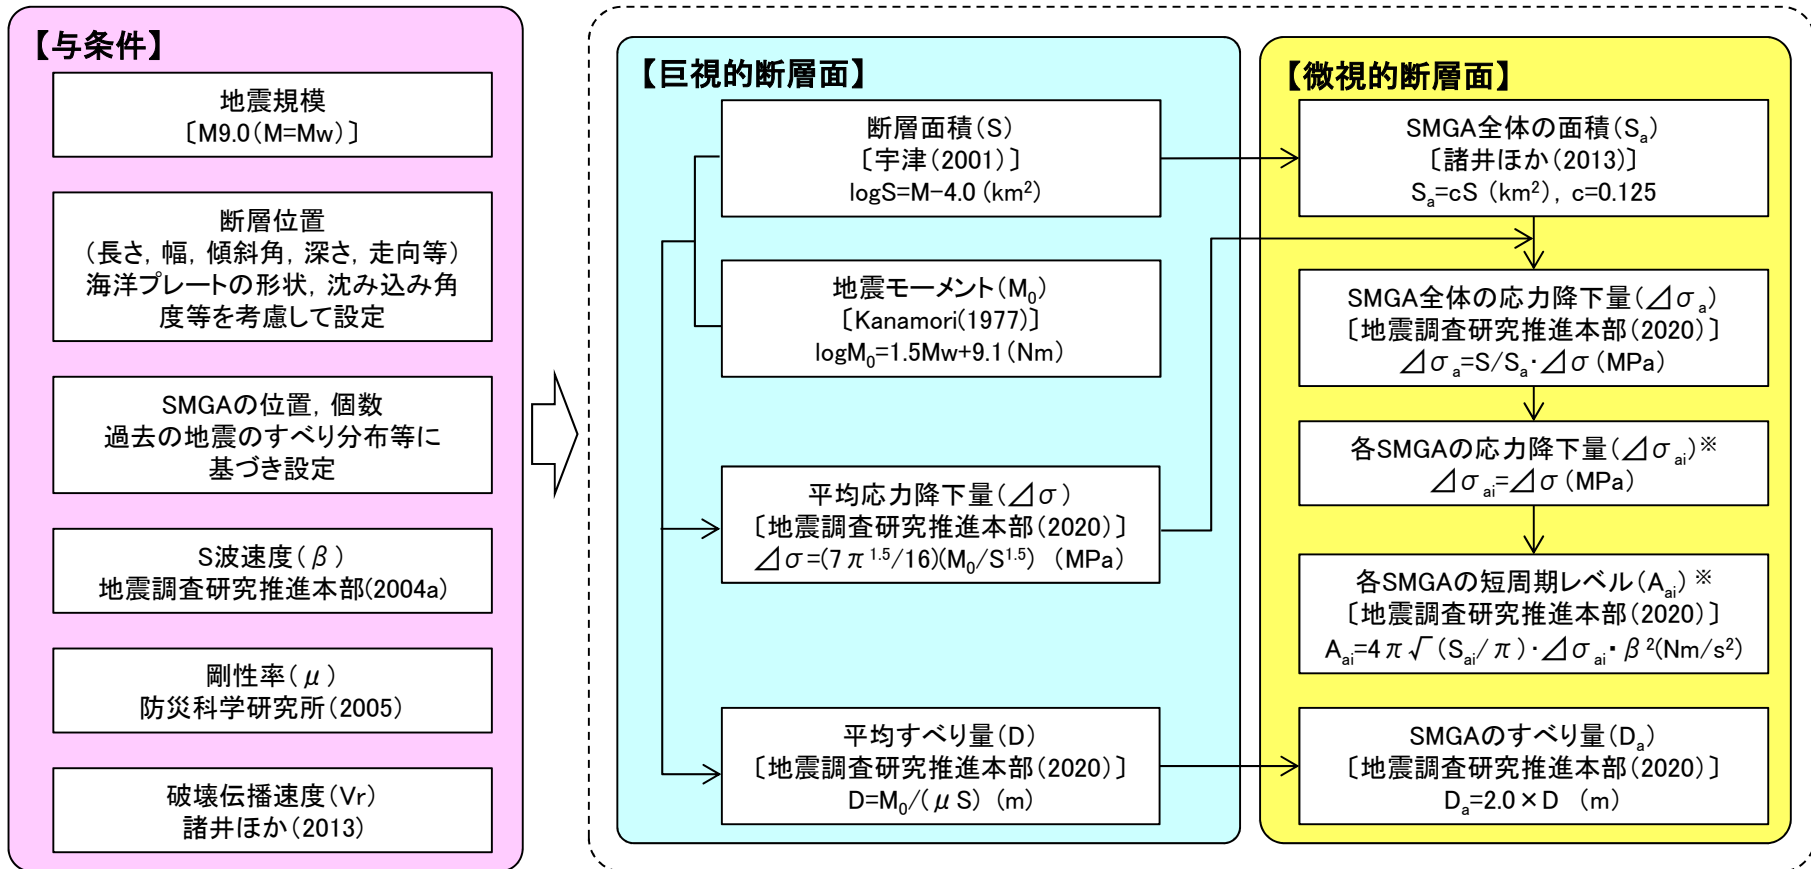 【与条件】
地震規模
〔M9.0(M=Mw)〕
断層位置
(長さ, 幅, 傾斜角, 深さ, 走向等)
海洋プレートの形状, 沈み込み角
度等を考慮して設定
SMGAの位置, 個数
過去の地震のすべり分布等に
基づき設定
S波速度(β)
地震調査研究推進本部(2004a)
剛性率(μ)
防災科学研究所(2005)
破壊伝播速度(Vr)
諸井ほか(2013)
【巨視的断層面】
断層面積(S)
〔宇津(2001)〕
logS=M−4.0 (km²)
地震モーメント(M₀)
〔Kanamori(1977)〕
logM₀=1.5Mw+9.1(Nm)
平均応力降下量(⊿σ)
〔地震調査研究推進本部(2020)〕
⊿σ=(7π^1.5/16)(M₀/S^1.5) (MPa)
平均すべり量(D)
〔地震調査研究推進本部(2020)〕
D=M₀/(μS) (m)
【微視的断層面】
SMGA全体の面積(Sₐ)
〔諸井ほか(2013)〕
Sₐ=cS (km²), c=0.125
SMGA全体の応力降下量(⊿σₐ)
〔地震調査研究推進本部(2020)〕
⊿σₐ=S/Sₐ・⊿σ(MPa)
各SMGAの応力降下量(⊿σₐᵢ)※
⊿σₐᵢ=⊿σ(MPa)
各SMGAの短周期レベル(Aₐᵢ)※
〔地震調査研究推進本部(2020)〕
Aₐᵢ=4π√(Sₐᵢ/π)・⊿σₐᵢ・β²(Nm/s²)
SMGAのすべり量(Dₐ)
〔地震調査研究推進本部(2020)〕
Dₐ=2.0×D (m)